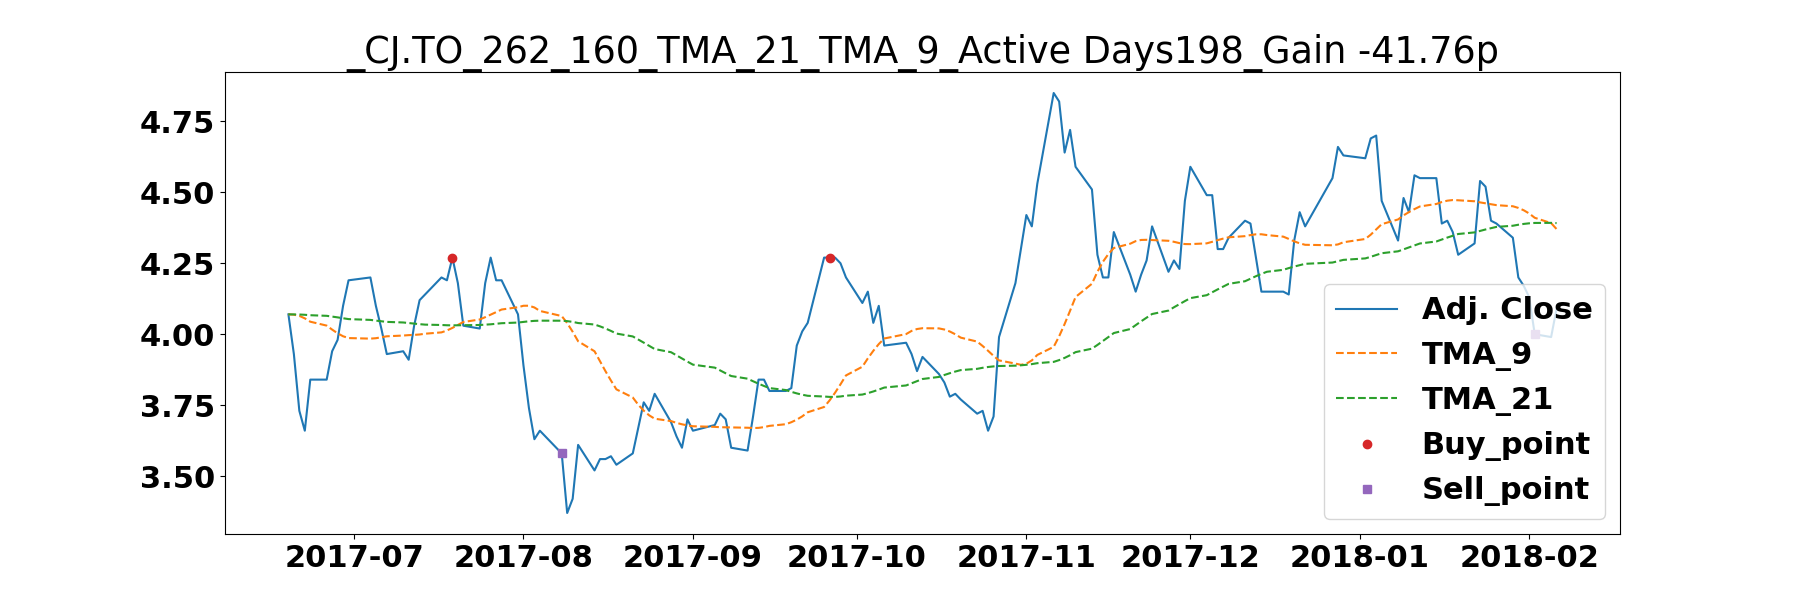 _CJ.TO_262_160_TMA_21_TMA_9_Active Days198_Gain -41.76p
4.75
4.50
4.25
4.00
3.75
3.50
Adj. Close
TMA_9
TMA_21
Buy_point
Sell_point
2017-07 2017-08 2017-09 2017-10 2017-11 2017-12 2018-01 2018-02